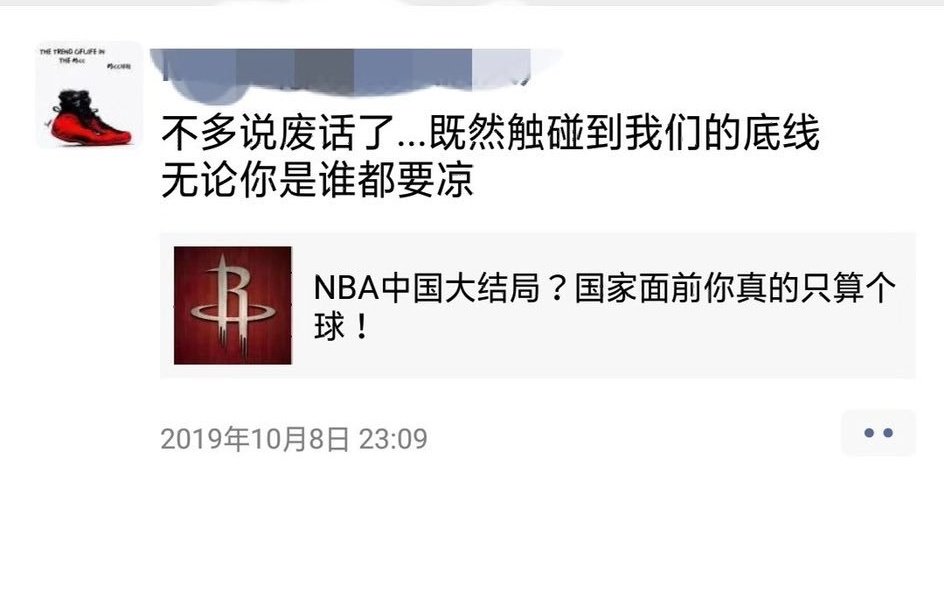 THE TREND OF LIFE IN
THE
不多说废话了...既然触碰到我们的底线
无论你是谁都要凉
NBA中国大结局？国家面前你真的只算个
球！
2019年10月8日 23:09